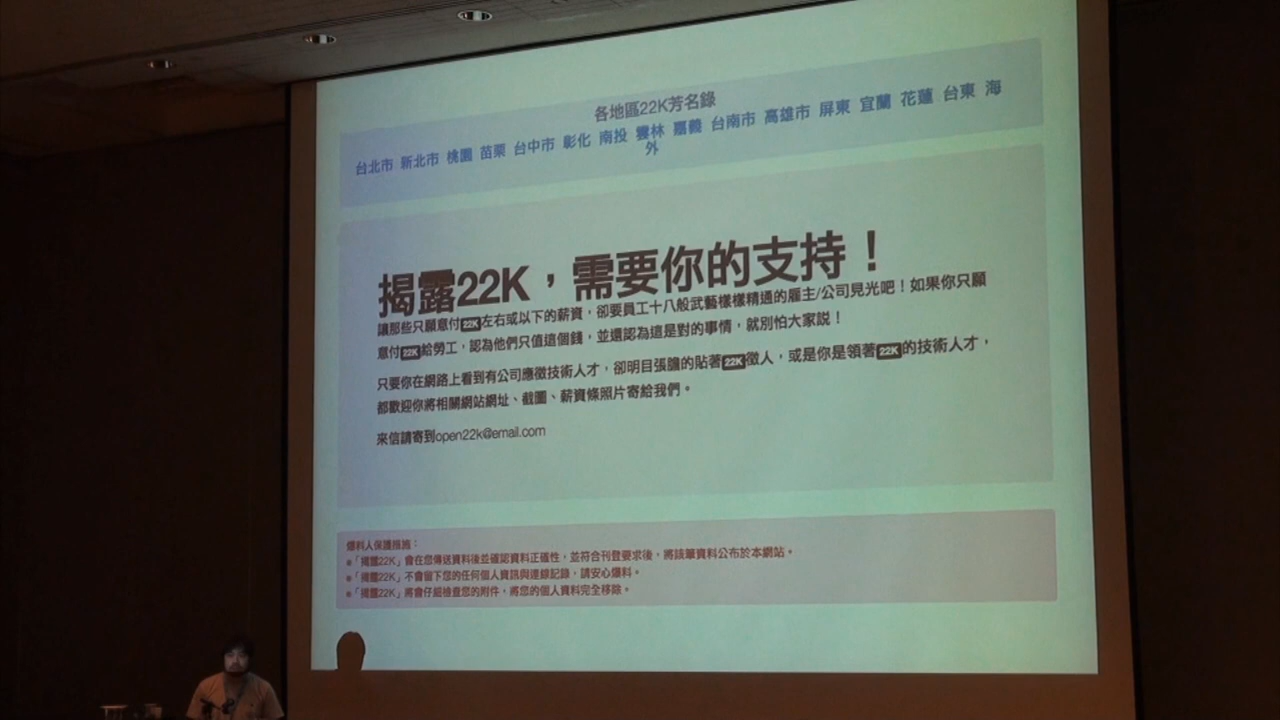 各地區22K芳名錄
台北市 新北市 桃園 苗栗 台中市 彰化 南投 雲林 嘉義 台南市 高雄市 屏東 宜蘭 花蓮 台東 海
外
揭露22K，需要你的支持！
讓那些只願意付22K左右或以下的薪資，卻要員工十八般武藝樣樣精通的雇主/公司見光吧！如果你只願
意付22K給勞工，認為他們只值這個錢，並還認為這是對的事情，就別怕大家說！
只要你在網路上看到有公司應徵技術人才，卻明目張膽的貼著22K徵人，或是你是領著22K的技術人才，
都歡迎你將相關網站網址、截圖、薪資條照片寄給我們。
來信請寄到open22k@email.com
爆料人保護措施：
■「揭露22K」會在您傳送資料後並確認資料正確性，並符合刊登要求後，將該筆資料公布於本網站。
■「揭露22K」不會留下您的任何個人資訊與連線記錄，請安心爆料。
■「揭露22K」將會仔細檢查您的附件，將您的個人資料完全移除。